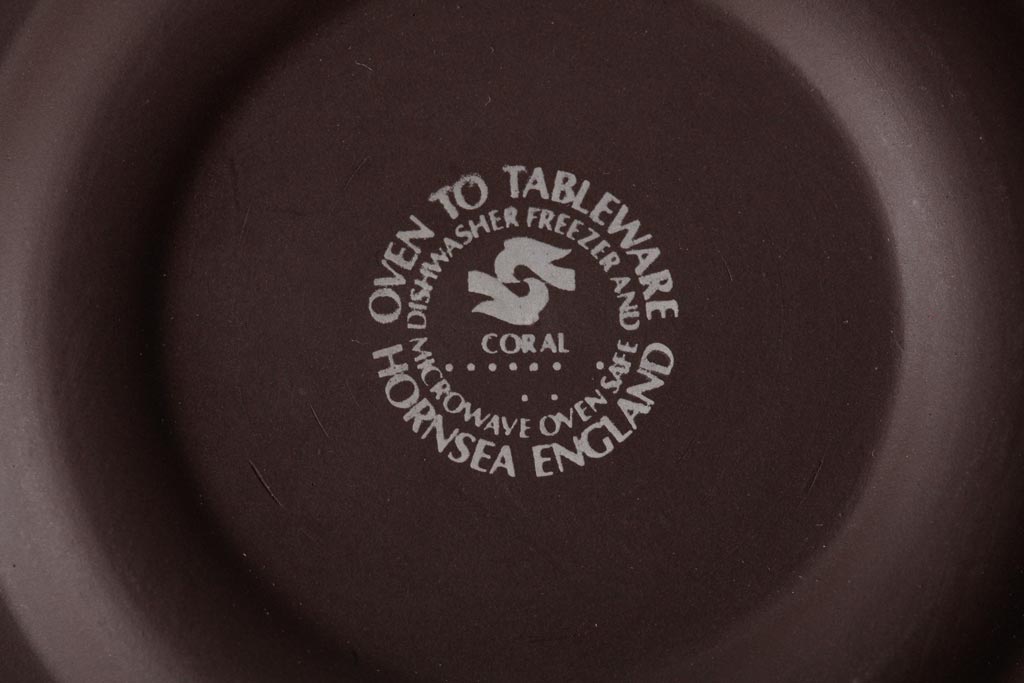 OVEN TO TABLEWARE
DISHWASHER FREEZER AND
CORAL
MICROWAVE OVEN SAFE
HORNSEA ENGLAND